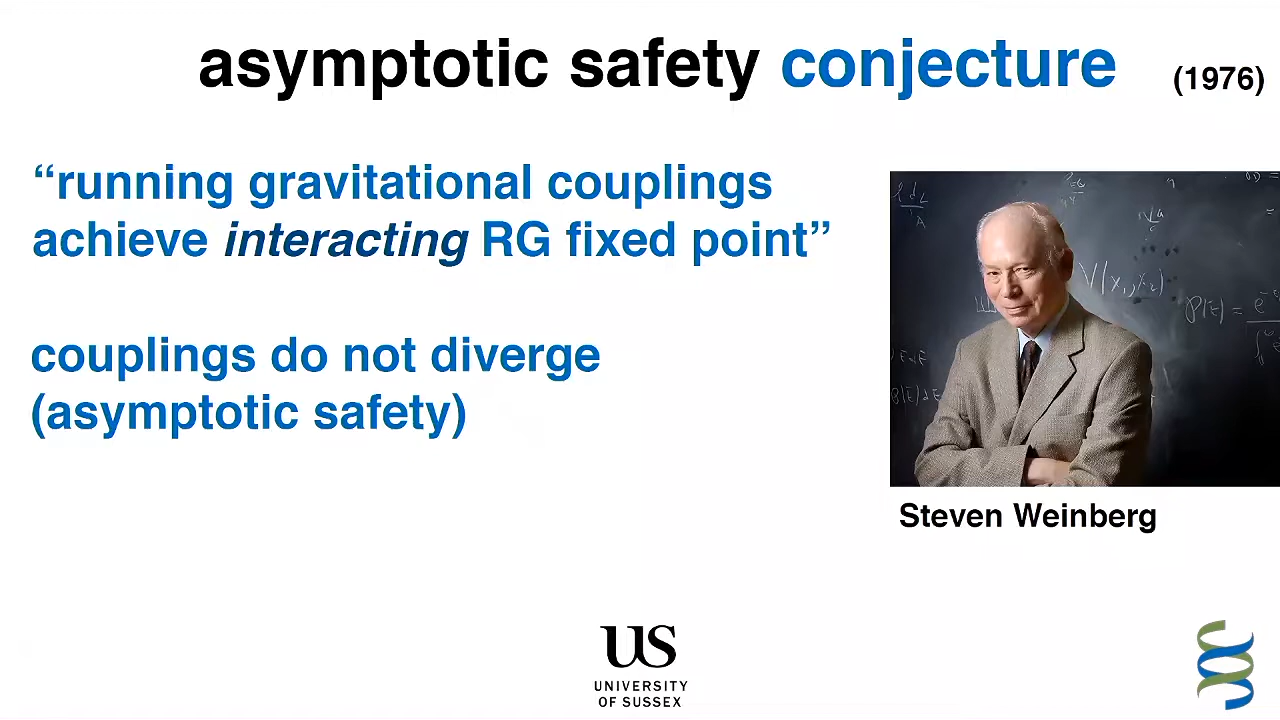 asymptotic safety conjecture (1976)
“running gravitational couplings
achieve interacting RG fixed point”
couplings do not diverge
(asymptotic safety)
Steven Weinberg
US
UNIVERSITY
OF SUSSEX